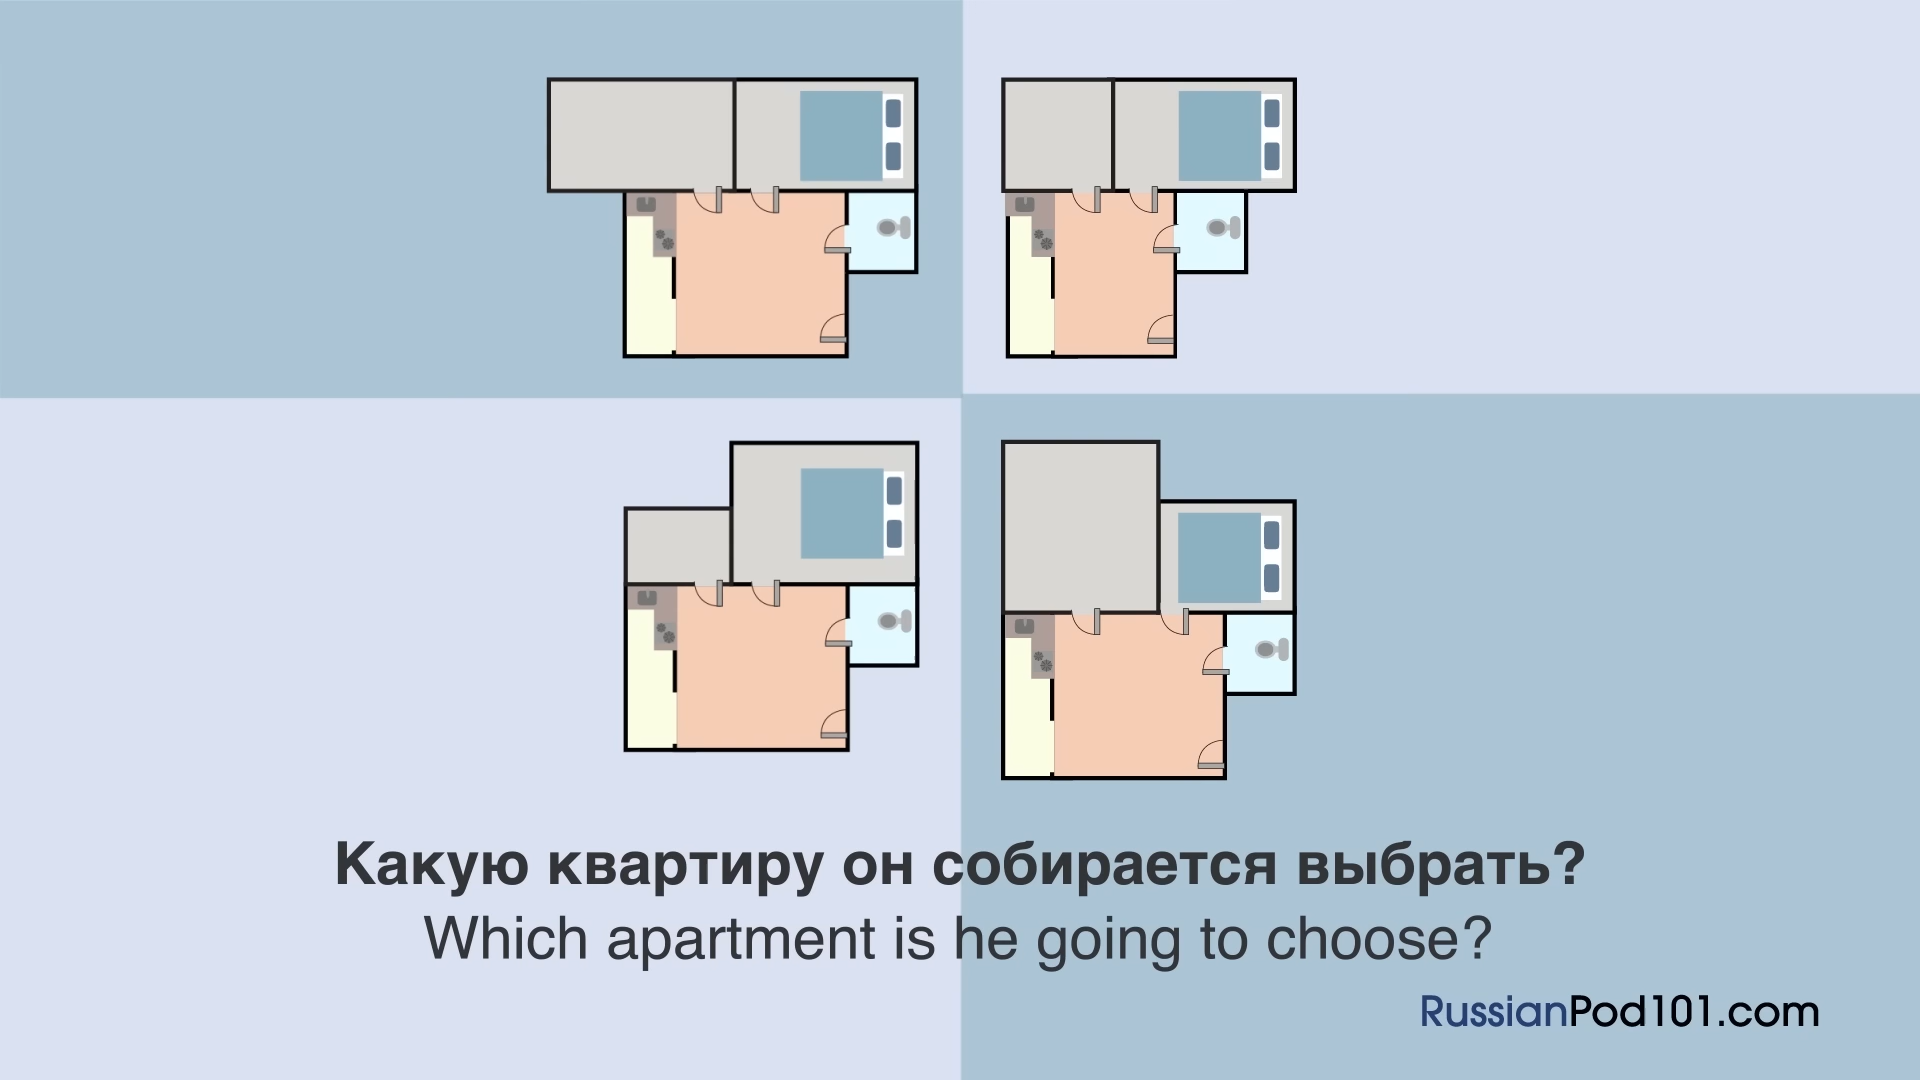 Какую квартиру он собирается выбрать?
Which apartment is he going to choose?
RussianPod101.com